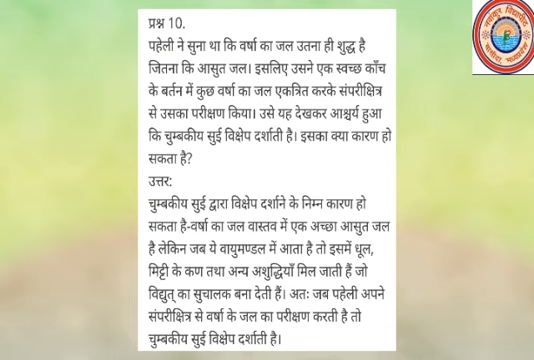 प्रश्न 10.
पहेली ने सुना था कि वर्षा का जल उतना ही शुद्ध है
जितना कि आसुत जल। इसलिए उसने एक स्वच्छ काँच
के बर्तन में कुछ वर्षा का जल एकत्रित करके संपरीक्षित्र
से उसका परीक्षण किया। उसे यह देखकर आश्चर्य हुआ
कि चुम्बकीय सुई विक्षेप दर्शाती है। इसका क्या कारण हो
सकता है?
उत्तर:
चुम्बकीय सुई द्वारा विक्षेप दर्शाने के निम्न कारण हो
सकता है-वर्षा का जल वास्तव में एक अच्छा आसुत जल
है लेकिन जब ये वायुमण्डल में आता है तो इसमें धूल,
मिट्टी के कण तथा अन्य अशुद्धियाँ मिल जाती हैं जो
विद्युत् का सुचालक बना देती हैं। अतः जब पहेली अपने
संपरीक्षित्र से वर्षा के जल का परीक्षण करती है तो
चुम्बकीय सुई विक्षेप दर्शाती है।